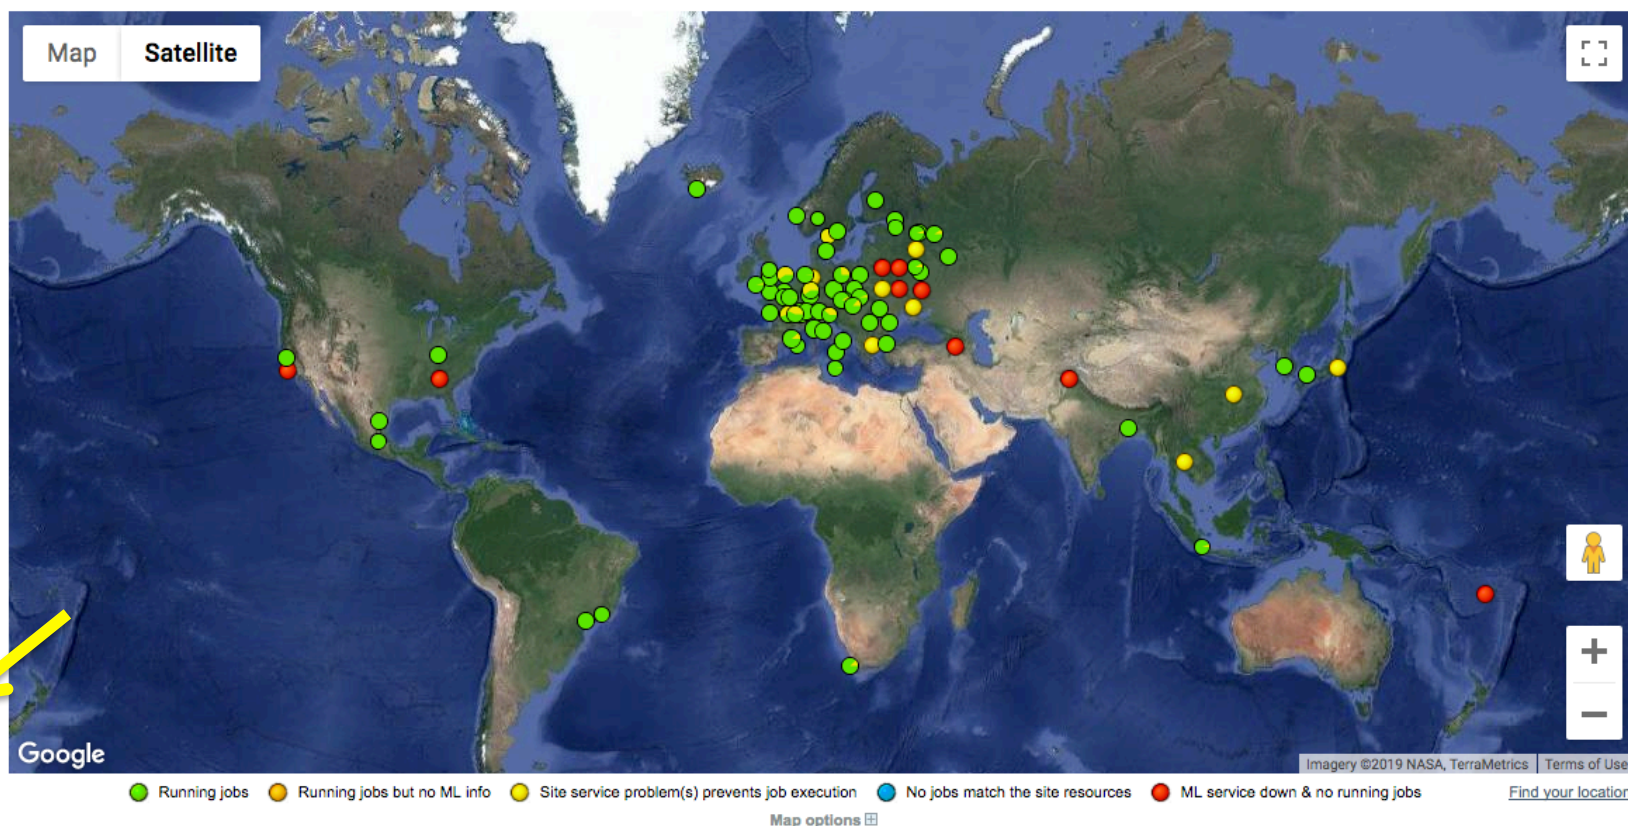 Map Satellite
Google
Imagery ©2019 NASA, TerraMetrics Terms of Use
Running jobs Running jobs but no ML info Site service problem(s) prevents job execution No jobs match the site resources ML service down & no running jobs Find your location
Map options